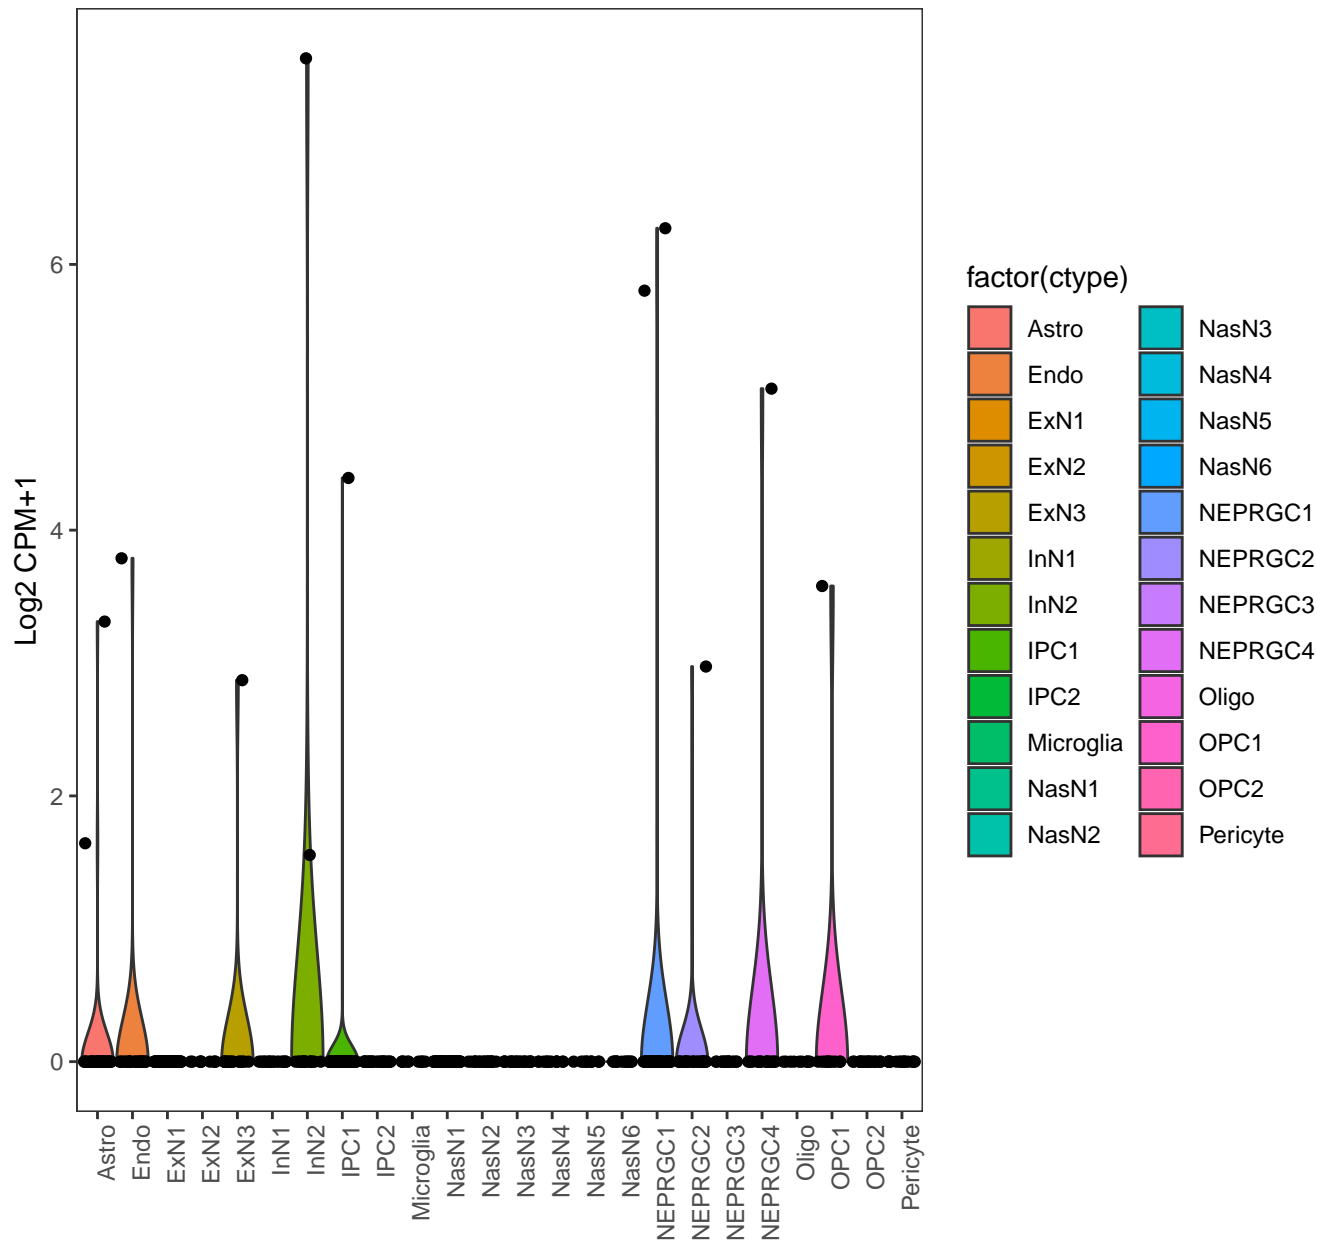 Log2 CPM+1
6
4
2
0
Astro
Endo
ExN1
ExN2
ExN3
InN1
InN2
IPC1
IPC2
Microglia
NasN1
NasN2
NasN3
NasN4
NasN5
NasN6
NEPRGC1
NEPRGC2
NEPRGC3
NEPRGC4
Oligo
OPC1
OPC2
Pericyte
factor(ctype)
Astro
Endo
ExN1
ExN2
ExN3
InN1
InN2
IPC1
IPC2
Microglia
NasN1
NasN2
NasN3
NasN4
NasN5
NasN6
NEPRGC1
NEPRGC2
NEPRGC3
NEPRGC4
Oligo
OPC1
OPC2
Pericyte